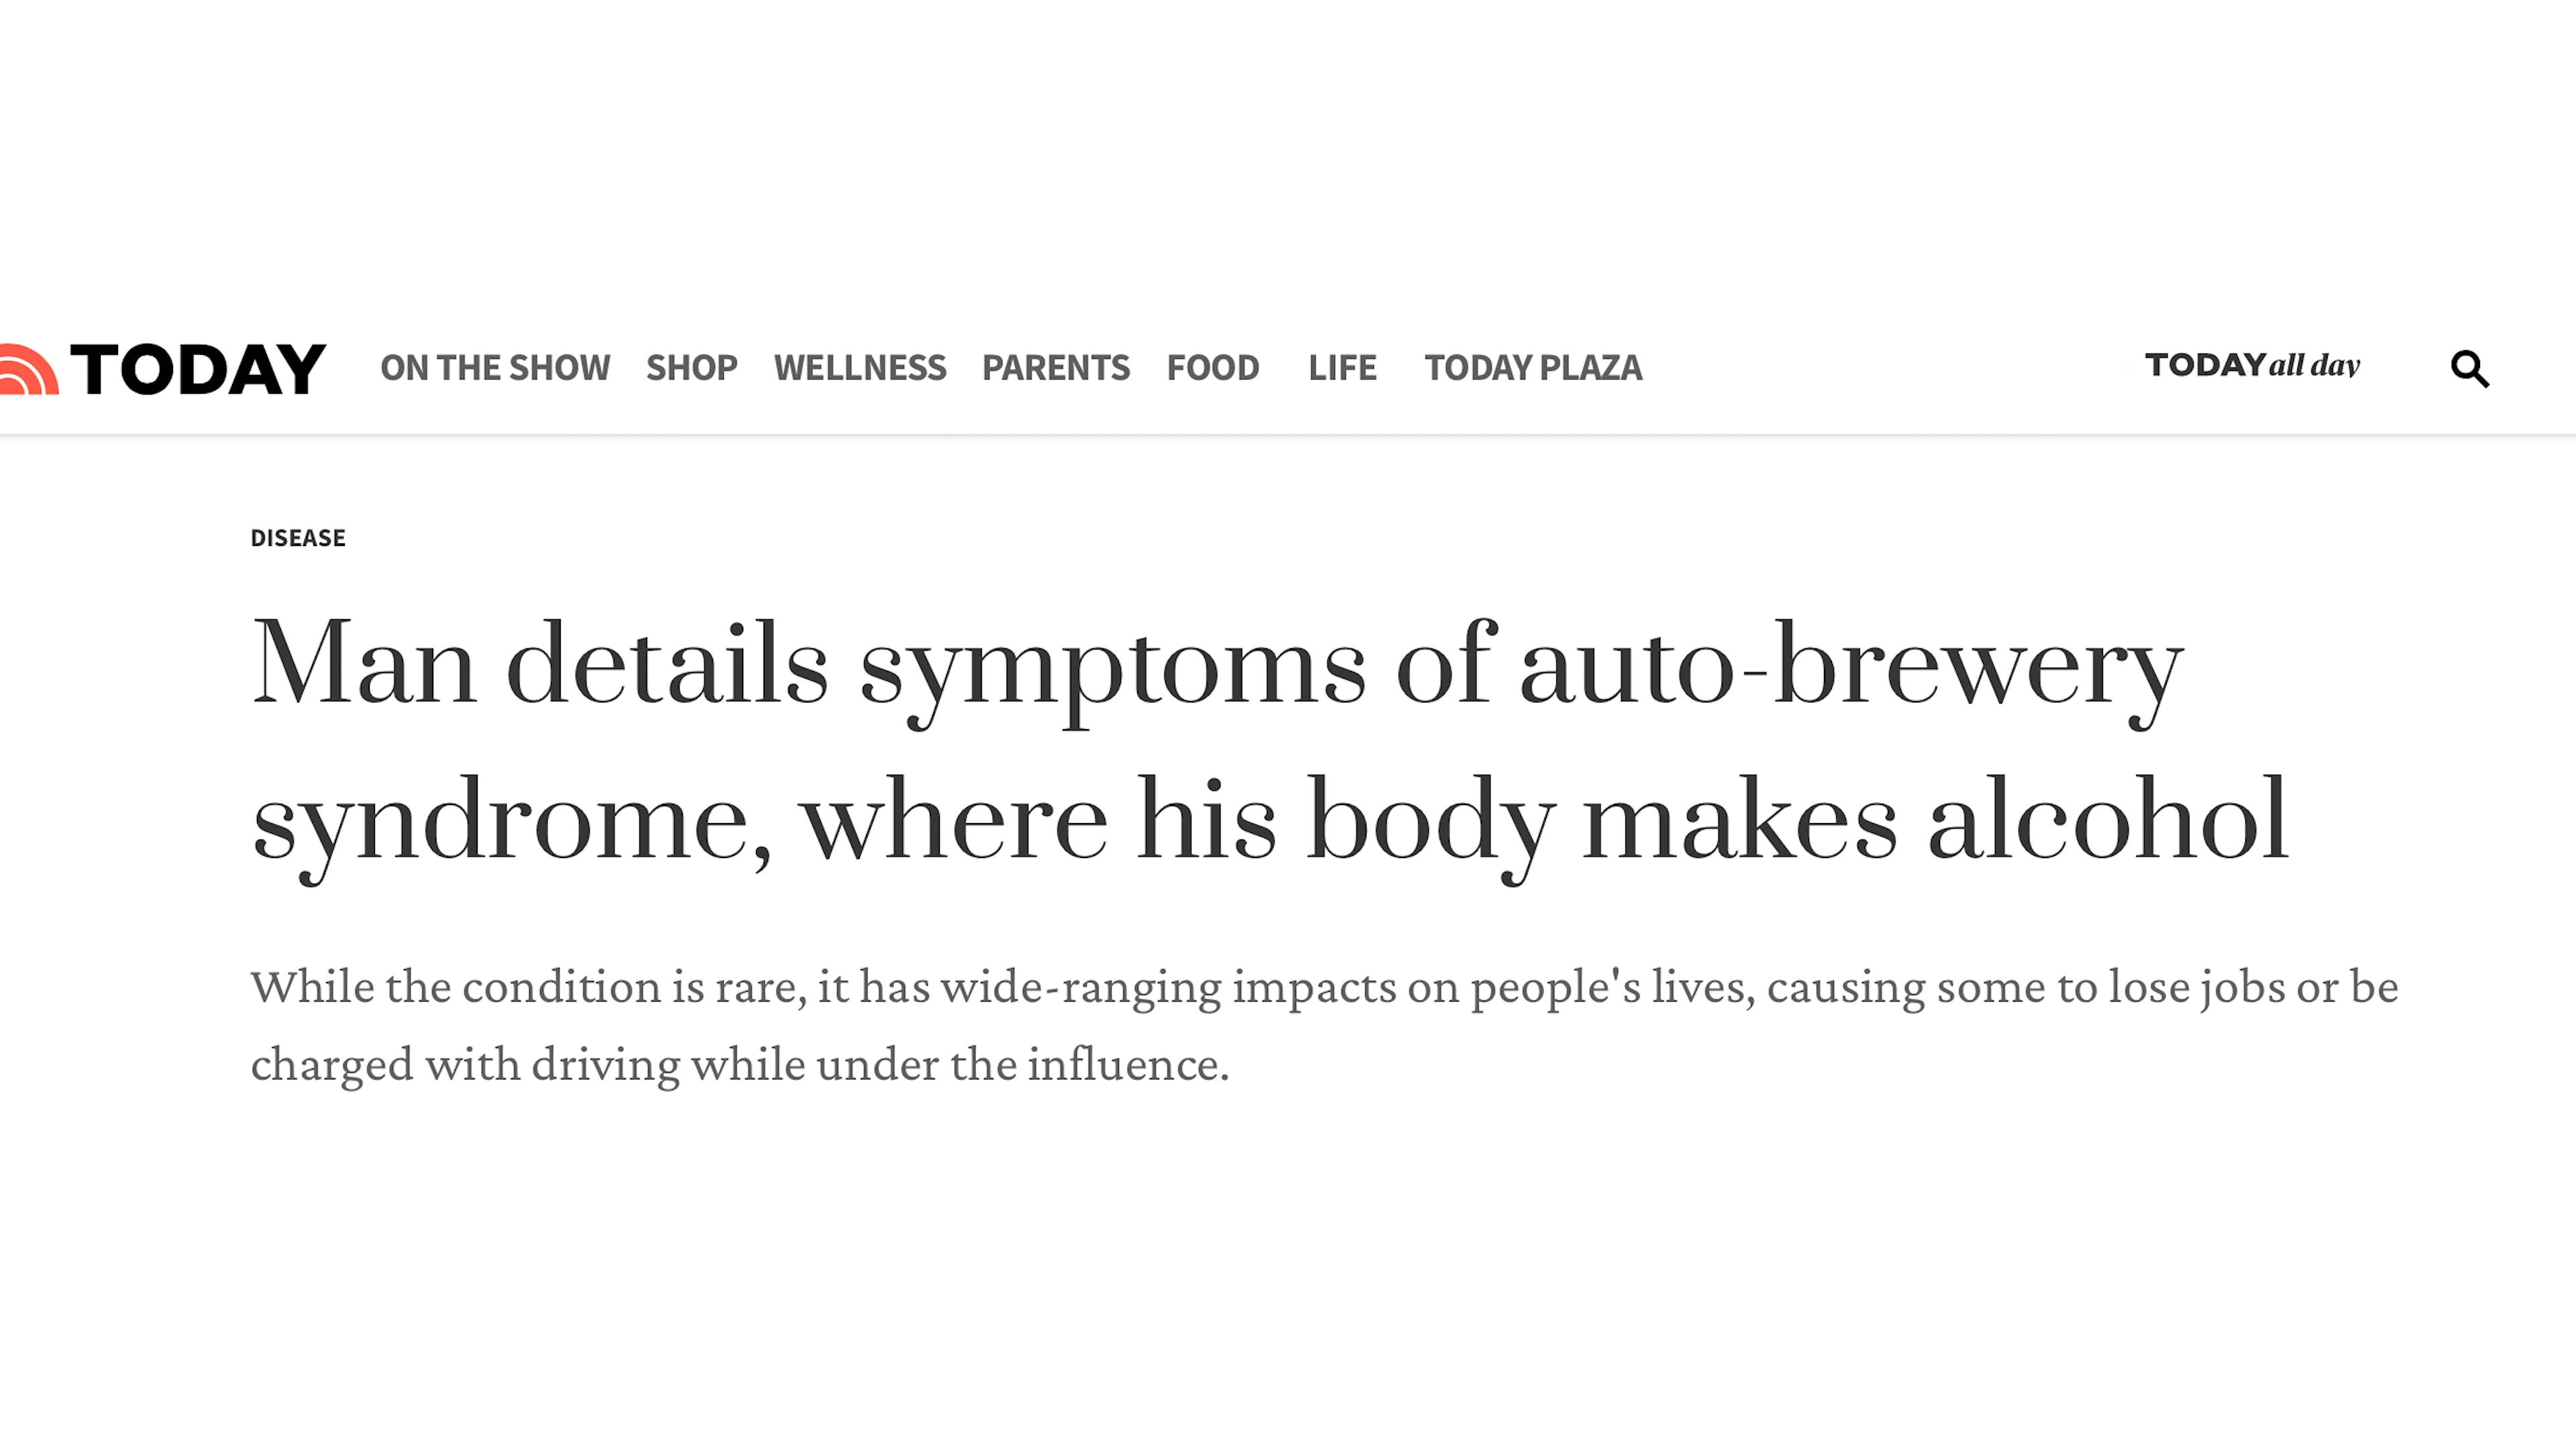 TODAY ON THE SHOW SHOP WELLNESS PARENTS FOOD LIFE TODAY PLAZA TODAY all day
DISEASE
Man details symptoms of auto-brewery
syndrome, where his body makes alcohol
While the condition is rare, it has wide-ranging impacts on people's lives, causing some to lose jobs or be
charged with driving while under the influence.